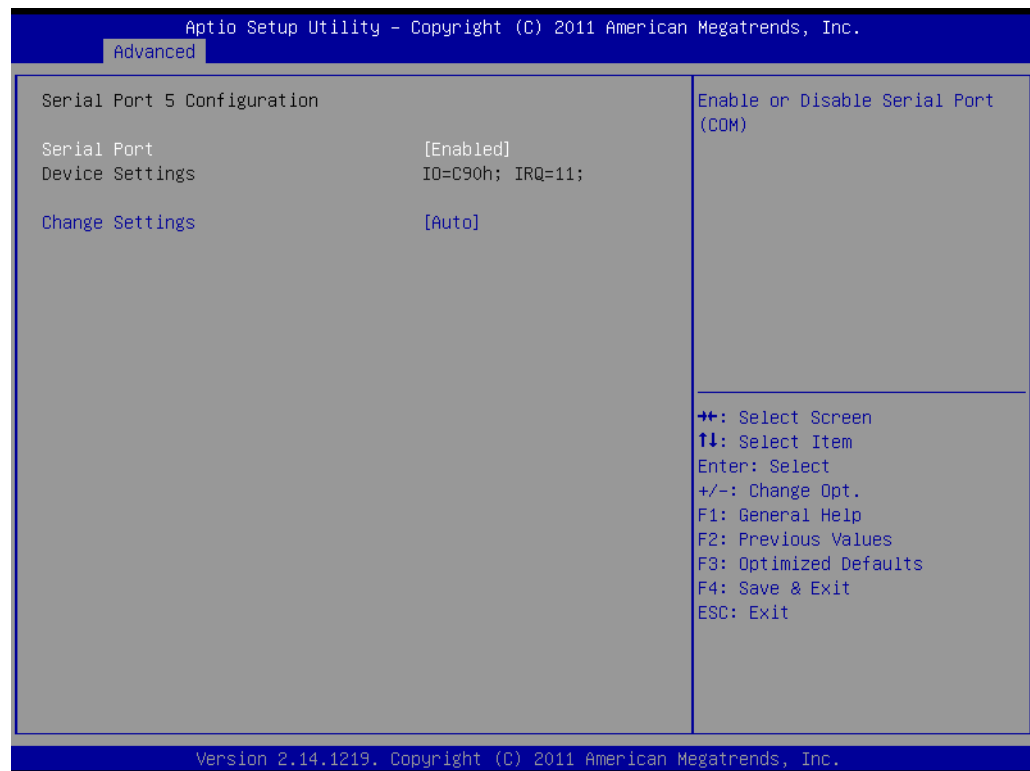 Aptio Setup Utility – Copyright (C) 2011 American Megatrends, Inc.
Advanced
Serial Port 5 Configuration
Serial Port [Enabled]
Device Settings IO=C90h; IRQ=11;
Change Settings [Auto]
Enable or Disable Serial Port
(COM)
→←: Select Screen
↑↓: Select Item
Enter: Select
+/-: Change Opt.
F1: General Help
F2: Previous Values
F3: Optimized Defaults
F4: Save & Exit
ESC: Exit
Version 2.14.1219. Copyright (C) 2011 American Megatrends, Inc.